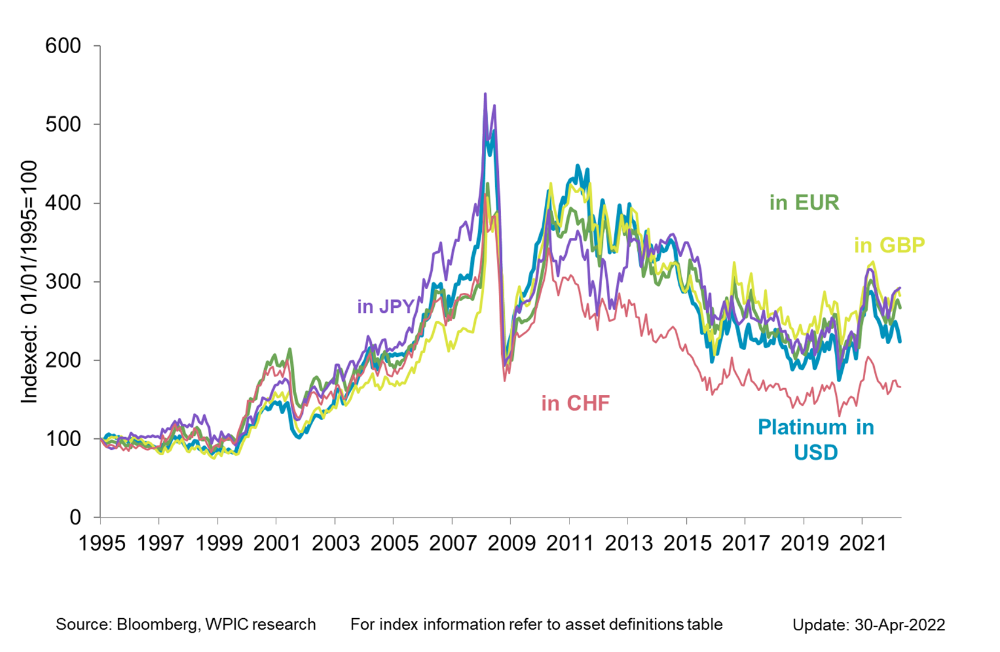 600
500
400
300
200
100
0
Indexed: 01/01/1995=100
in JPY
in EUR
in GBP
in CHF
Platinum in
USD
1995 1997 1999 2001 2003 2005 2007 2009 2011 2013 2015 2017 2019 2021
Source: Bloomberg, WPIC research For index information refer to asset definitions table Update: 30-Apr-2022